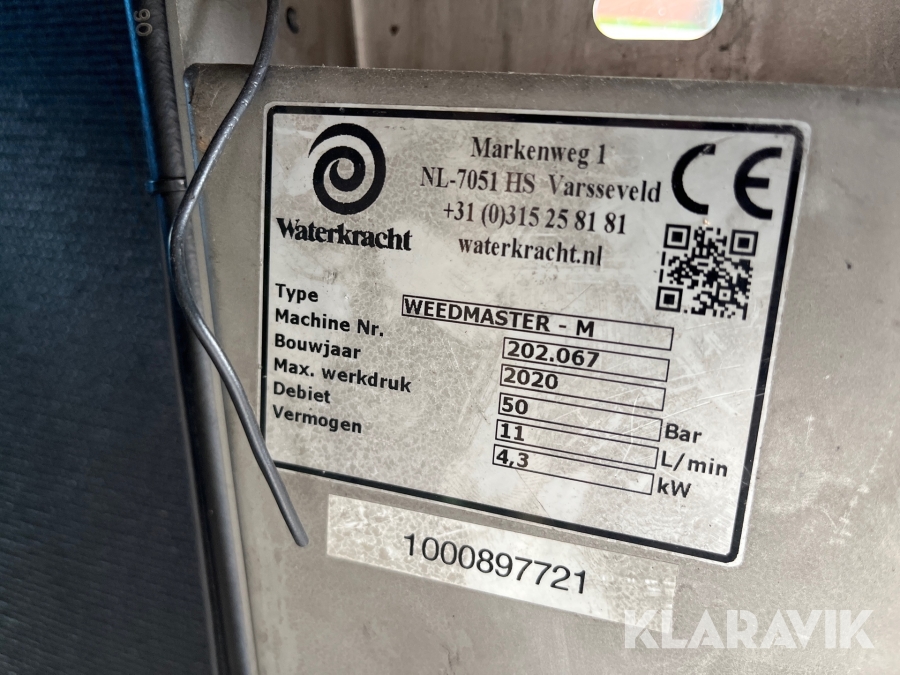 06
Markenweg 1
NL-7051 HS Varsseveld
+31 (0)315 25 81 81
waterkracht.nl
Waterkracht
CE
Type WEEDMASTER - M
Machine Nr. 202.067
Bouwjaar 2020
Max. werkdruk 50 Bar
Debiet 11 L/min
Vermogen 4,3 kW
1000897721
KLARAVIK